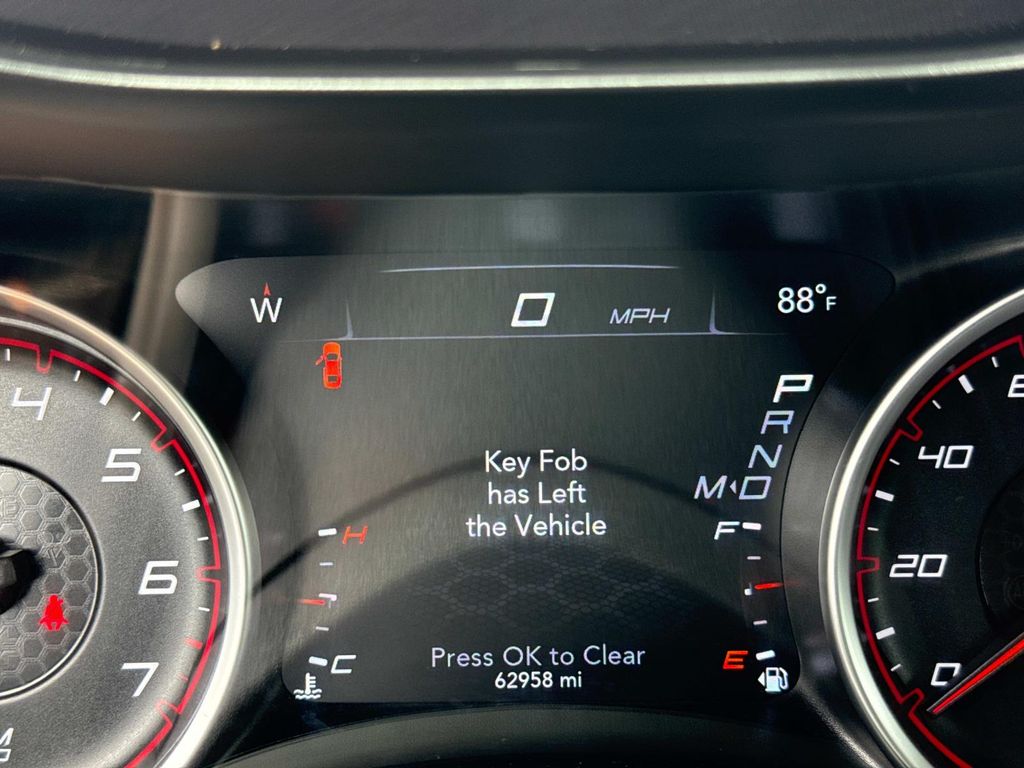 W
0 MPH
88°F
P
R
N
M D
Key Fob
has Left
the Vehicle
H
F
C
E
Press OK to Clear
62958 mi
4
5
6
7
40
20
0